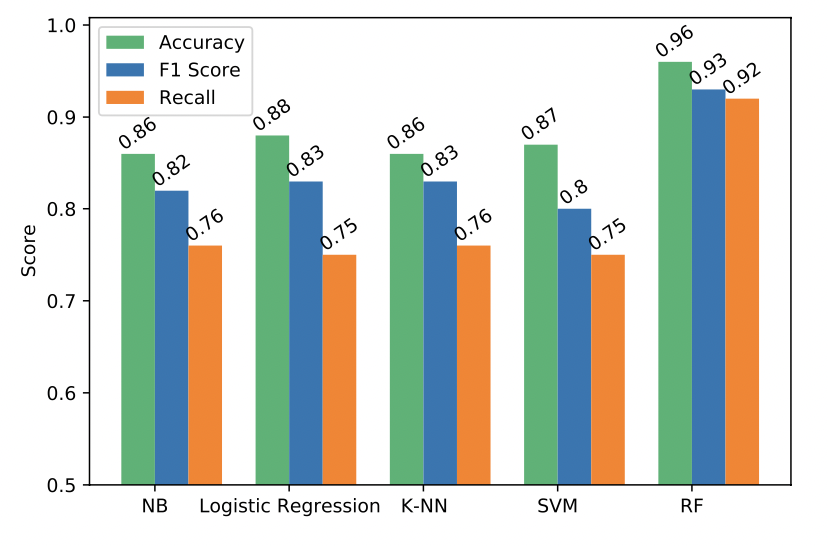 1.0
0.9
0.8
0.7
0.6
0.5
Score
Accuracy
F1 Score
Recall
0.86
0.82
0.76
0.88
0.83
0.75
0.86
0.83
0.76
0.87
0.8
0.75
0.96
0.93
0.92
NB
Logistic Regression
K-NN
SVM
RF